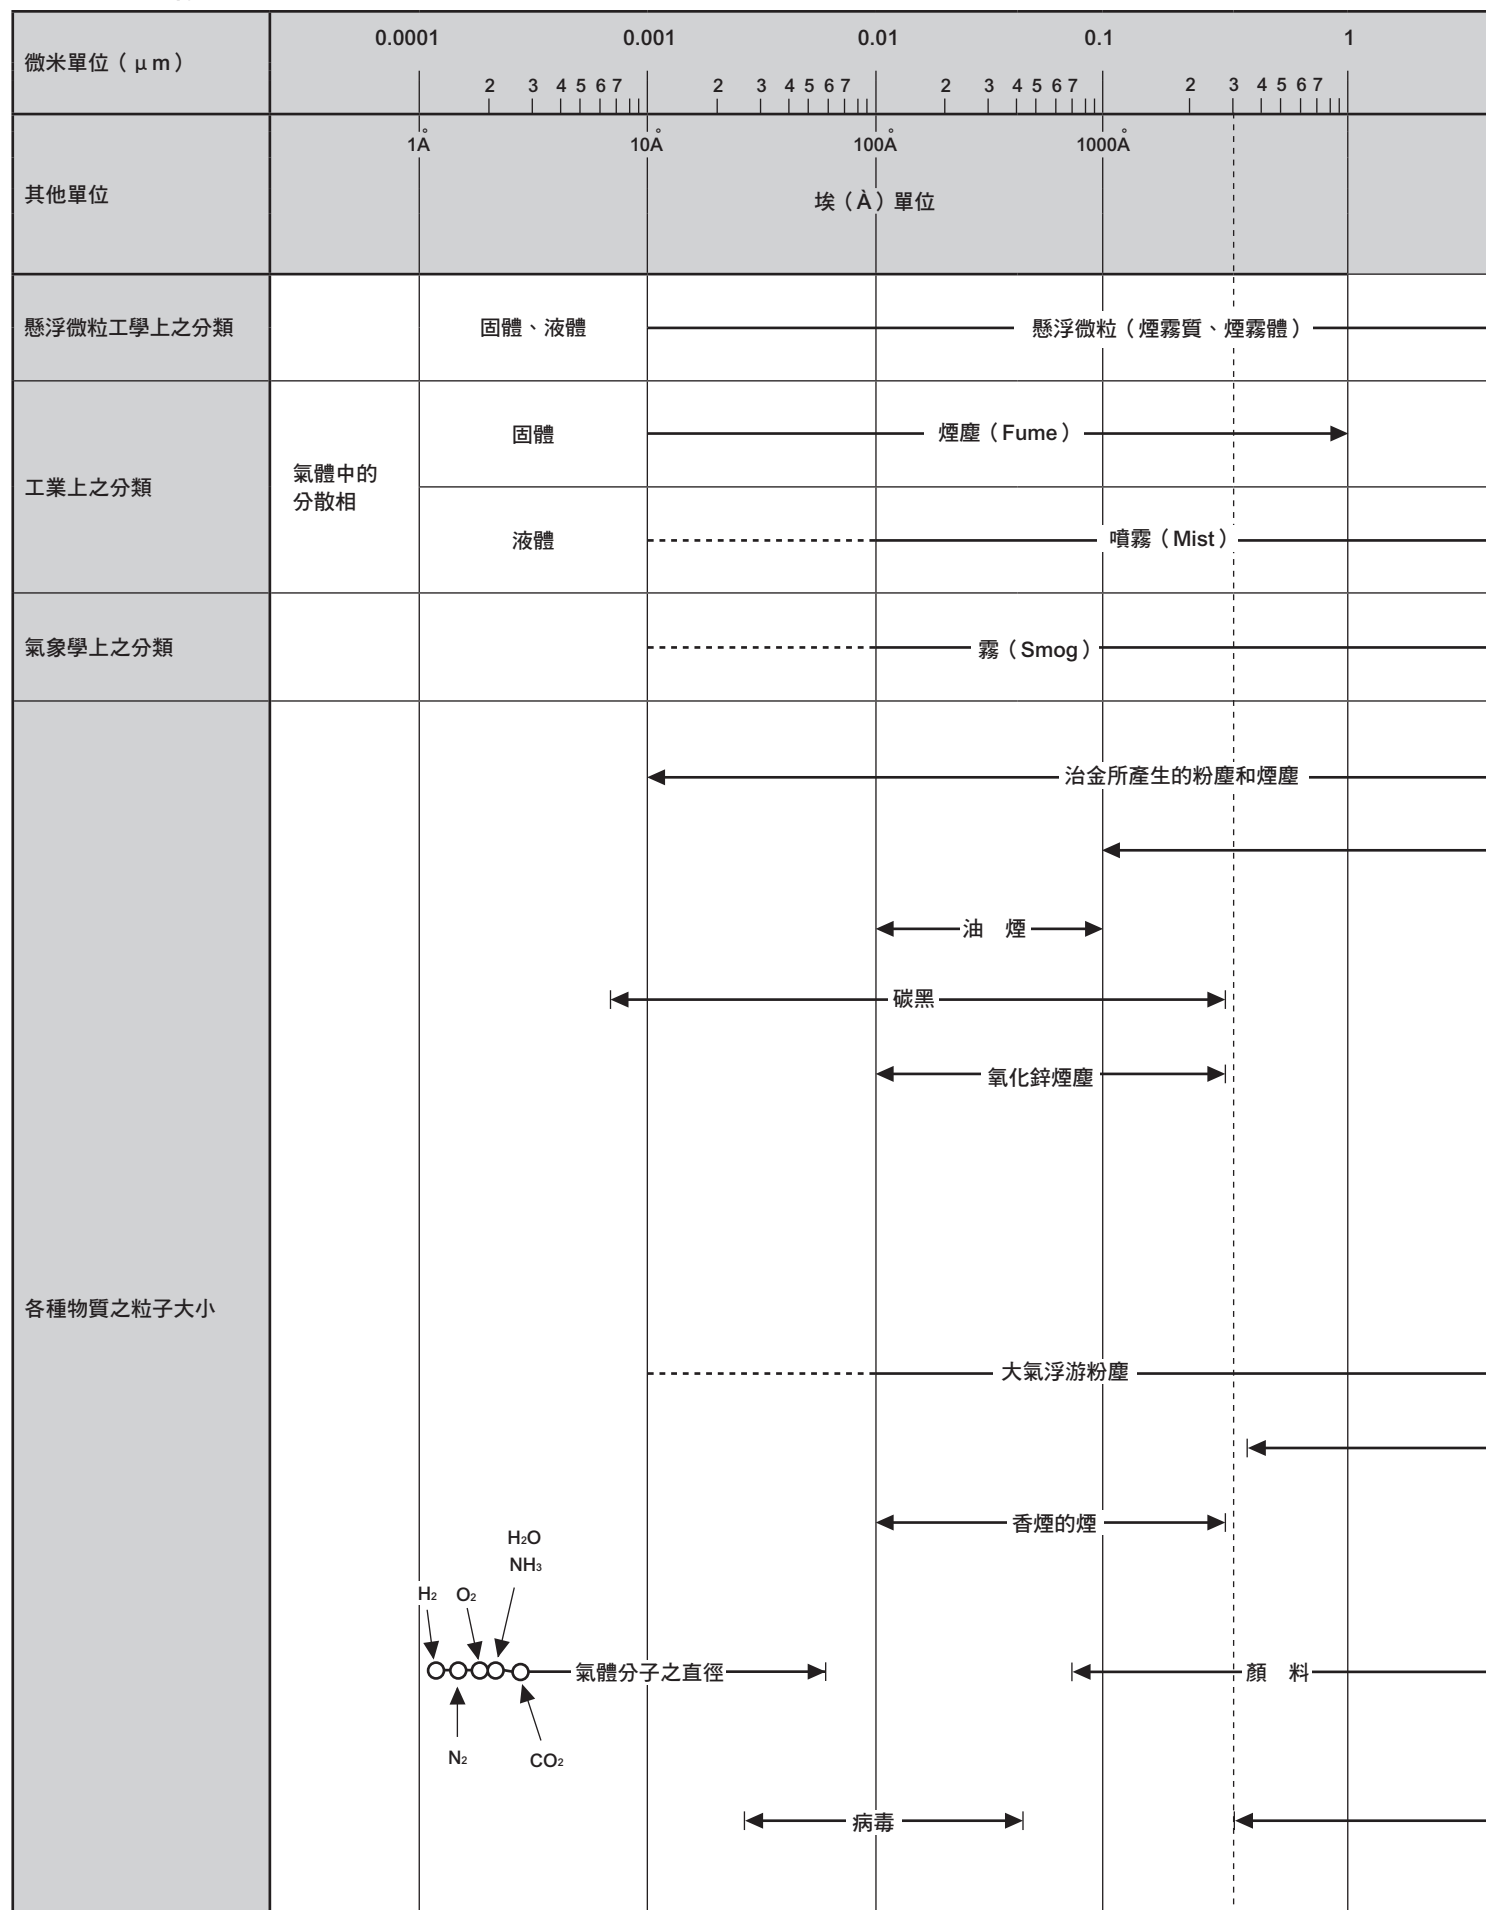 微米單位（μm）
0.0001 0.001 0.01 0.1 1
2 3 4 5 6 7 2 3 4 5 6 7 2 3 4 5 6 7 2 3 4 5 6 7
其他單位
1Å 10Å 100Å 1000Å
埃（À）單位
懸浮微粒工學上之分類
固體、液體
懸浮微粒（煙霧質、煙霧體）
工業上之分類
氣體中的
分散相
固體
煙塵（Fume）
液體
噴霧（Mist）
氣象學上之分類
霧（Smog）
各種物質之粒子大小
治金所產生的粉塵和煙塵
油 煙
碳黑
氧化鋅煙塵
大氣浮游粉塵
香煙的煙
H₂O
NH₃
H₂ O₂
氣體分子之直徑
顏 料
N₂ CO₂
病毒